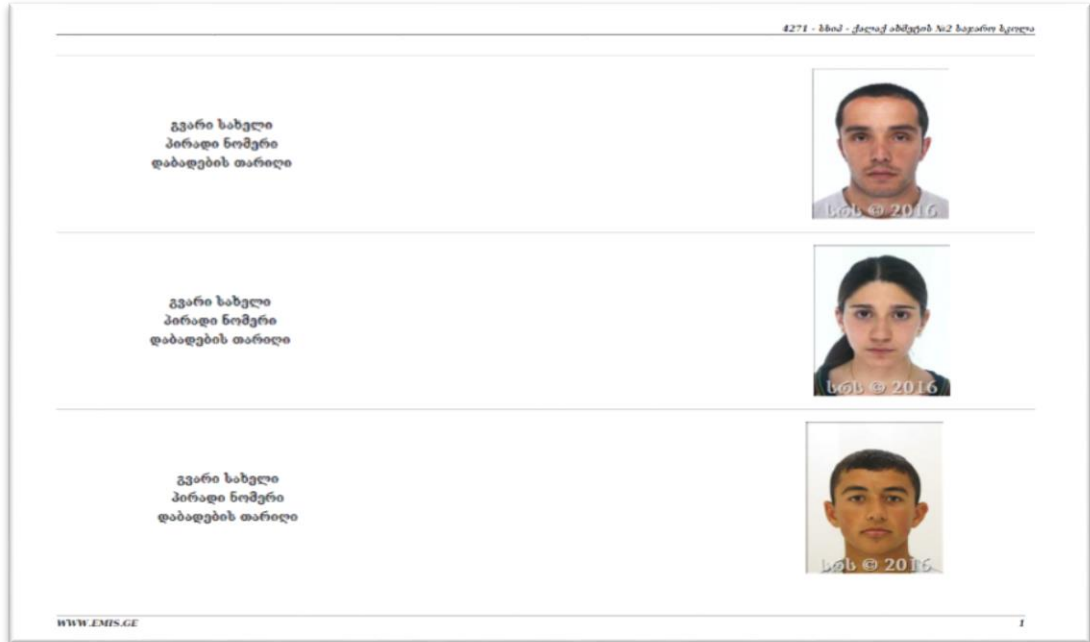 4271 - სსიპ - ქალაქ ახმეტის №2 საჯარო სკოლა
გვარი სახელი
პირადი ნომერი
დაბადების თარიღი
სრს © 2016
გვარი სახელი
პირადი ნომერი
დაბადების თარიღი
სრს © 2016
გვარი სახელი
პირადი ნომერი
დაბადების თარიღი
სრს © 2016
WWW.EMIS.GE 1